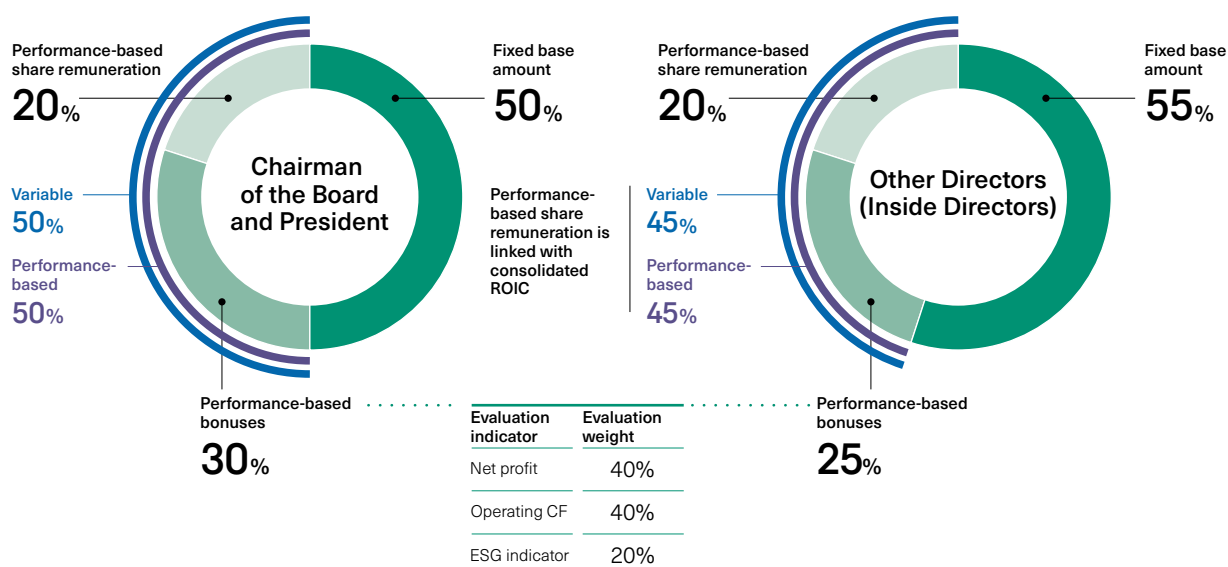 Performance-based
share remuneration
20%
Fixed base
amount
50%
Chairman
of the Board
and President
Variable
50%
Performance-
based
50%
Performance-based
bonuses
30%
Performance-
based share
remuneration is
linked with
consolidated
ROIC
Performance-based
share remuneration
20%
Fixed base
amount
55%
Other Directors
(Inside Directors)
Variable
45%
Performance-
based
45%
Performance-based
bonuses
25%
Evaluation
indicator
Evaluation
weight
Net profit 40%
Operating CF 40%
ESG indicator 20%